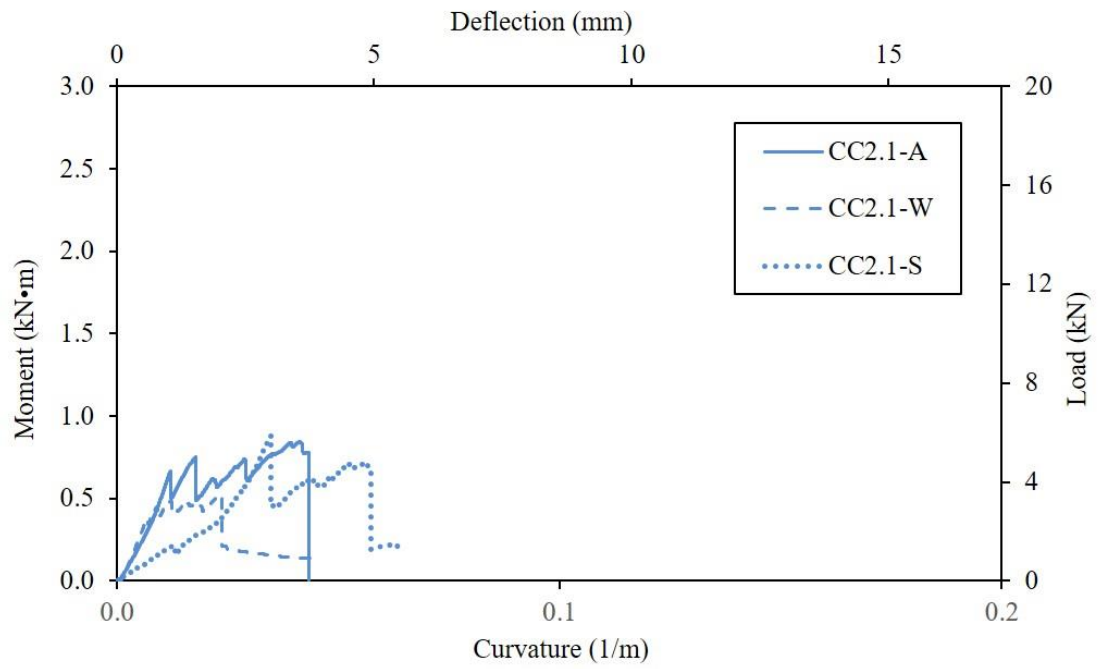 Deflection (mm)
0 5 10 15
3.0 20
2.5 16
2.0 12
1.5 8
1.0 4
0.5 0
0.0
Moment (kN•m)
Load (kN)
CC2.1-A
CC2.1-W
CC2.1-S
0.0 0.1 0.2
Curvature (1/m)